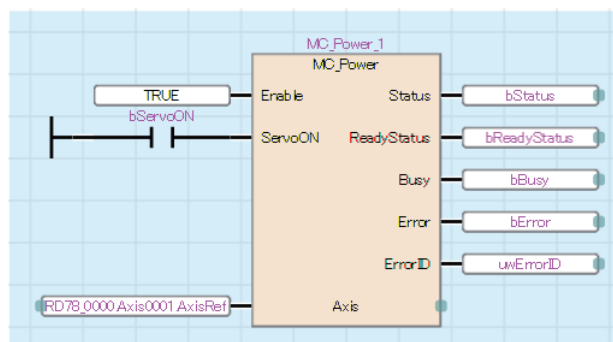 MC_Power_1
MC_Power
TRUE Enable Status bStatus
bServoON
ServoON ReadyStatus bReadyStatus
Busy bBusy
Error bError
ErrorID uwErrorID
RD78_0000.Axis0001.AxisRef Axis